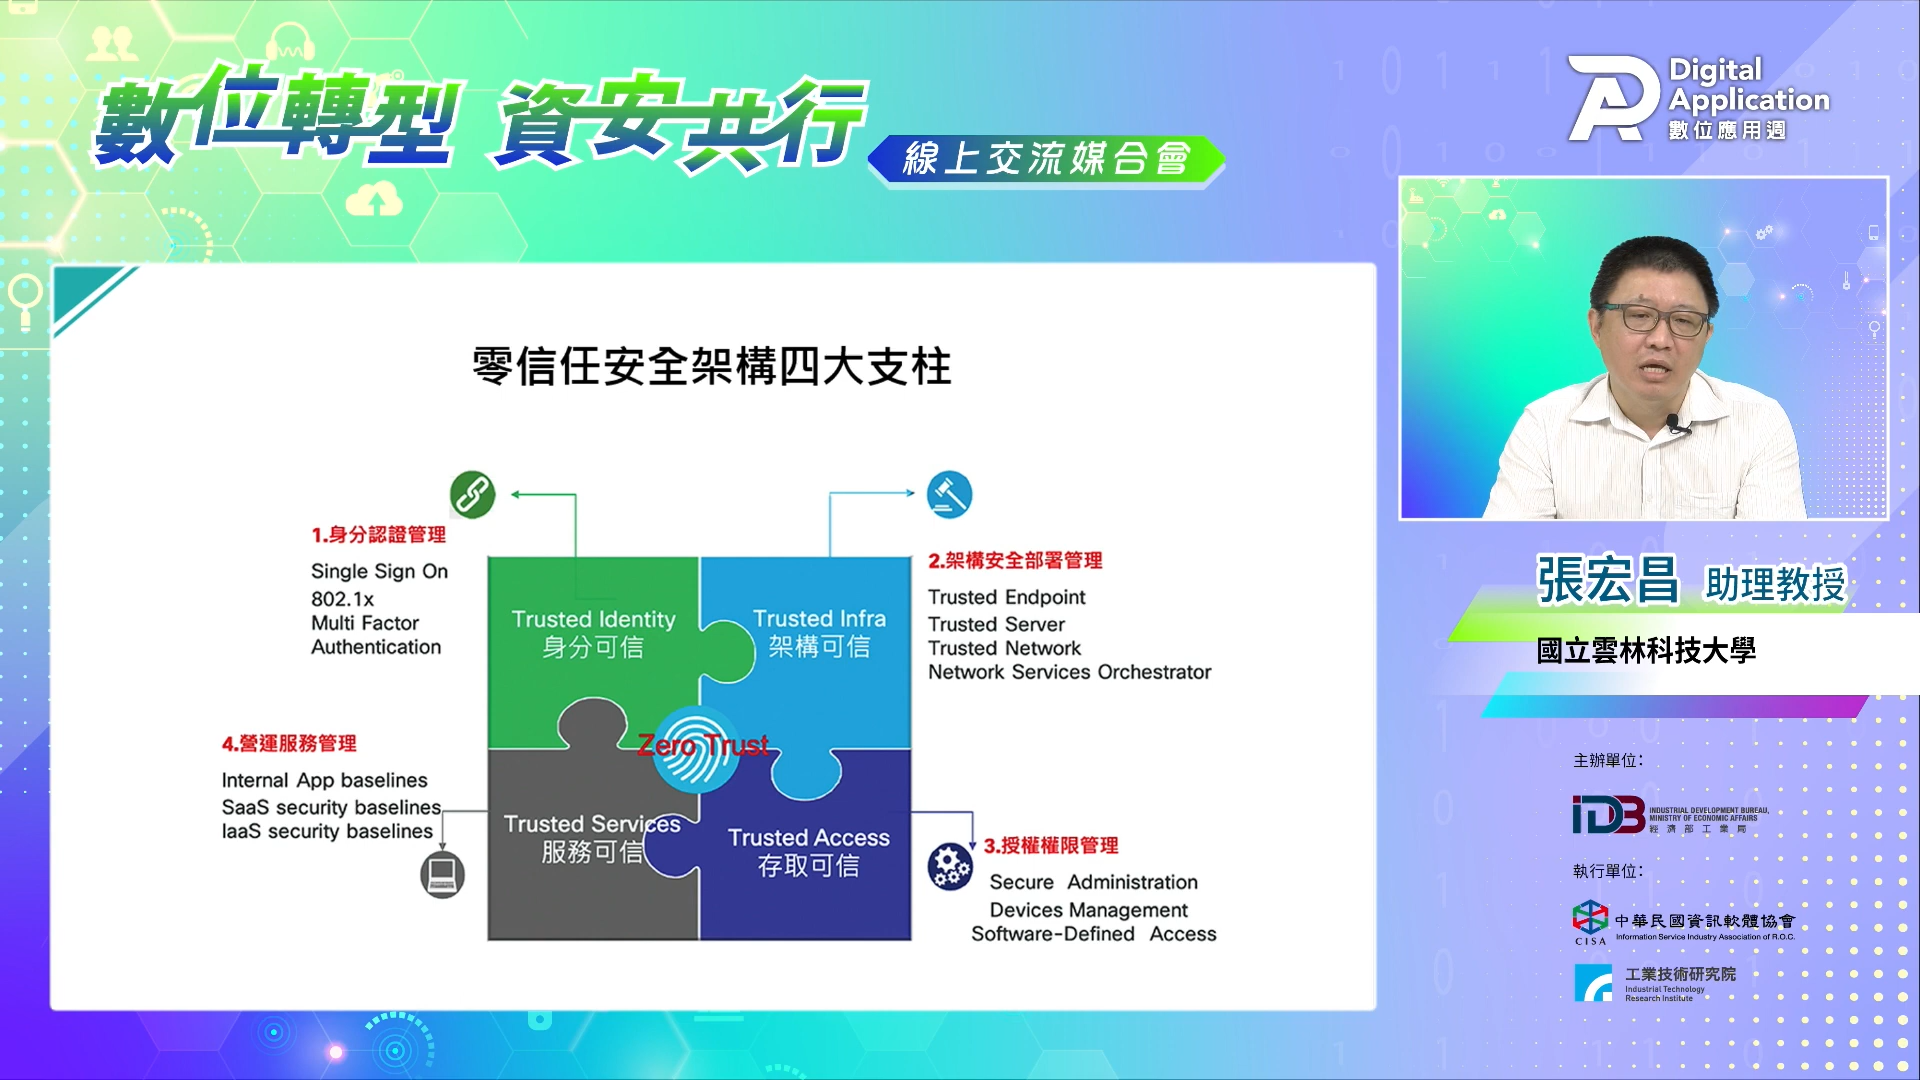 數位轉型 資安共行
線上交流媒合會
Digital
Application
數位應用週
零信任安全架構四大支柱
1.身分認證管理
Single Sign On
802.1x
Multi Factor
Authentication
2.架構安全部署管理
Trusted Endpoint
Trusted Server
Trusted Network
Network Services Orchestrator
Trusted Identity
身分可信
Trusted Infra
架構可信
Zero Trust
4.營運服務管理
Internal App baselines
SaaS security baselines
IaaS security baselines
Trusted Services
服務可信
Trusted Access
存取可信
3.授權權限管理
Secure Administration
Devices Management
Software-Defined Access
張宏昌 助理教授
國立雲林科技大學
主辦單位：
IDB
INDUSTRIAL DEVELOPMENT BUREAU,
MINISTRY OF ECONOMIC AFFAIRS
經濟部工業局
執行單位：
CISA
中華民國資訊軟體協會
Information Service Industry Association of R.O.C.
工業技術研究院
Industrial Technology
Research Institute